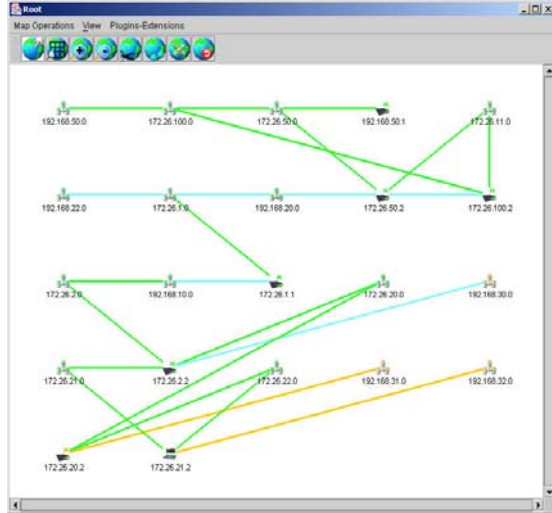 Root
Map Operations View Plugins-Extensions
192.168.50.0 172.26.100.0 172.26.50.0 192.168.50.1 172.26.11.0
192.168.22.0 172.26.1.0 192.168.20.0 172.26.50.2 172.26.100.2
172.26.2.0 192.168.10.0 172.26.1.1 172.26.20.0 192.168.30.0
172.26.21.0 172.26.2.2 172.26.22.0 192.168.31.0 192.168.32.0
172.26.20.2 172.26.21.2